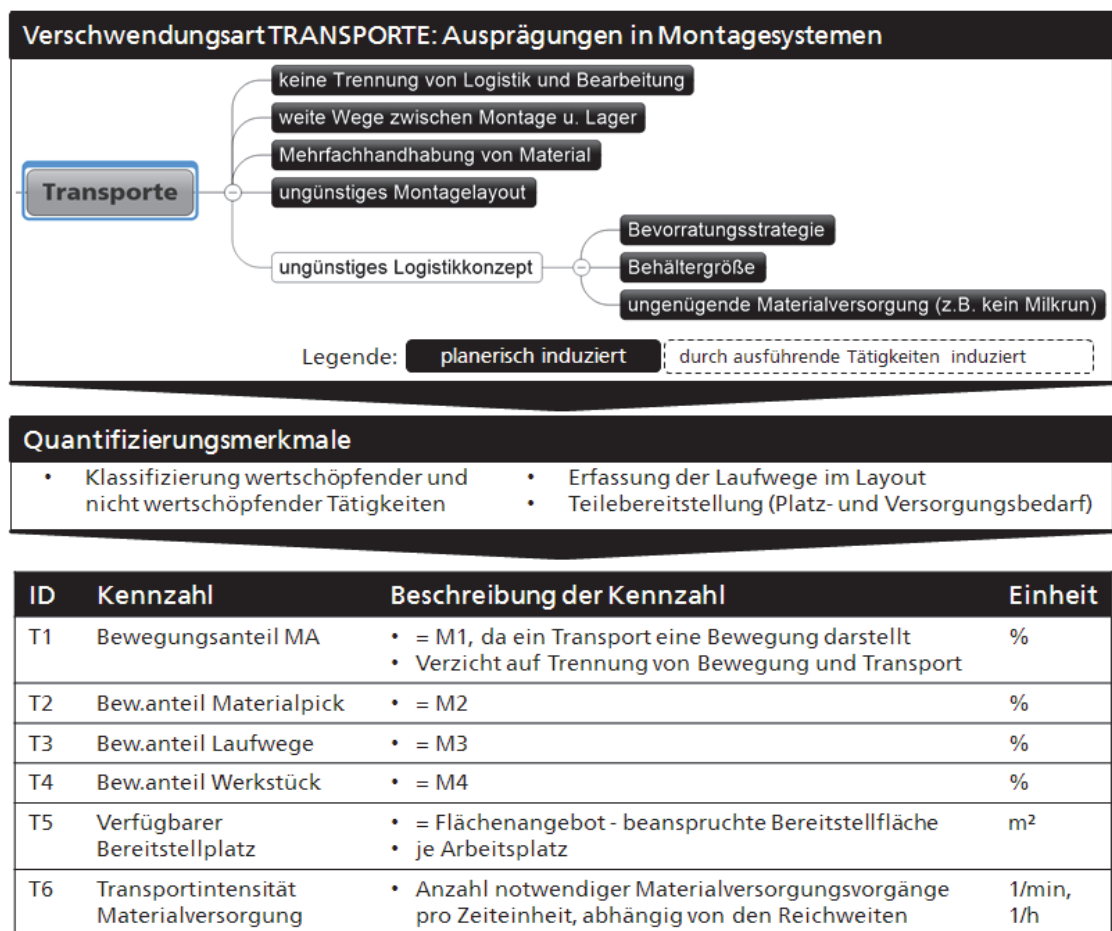 Verschwendungsart TRANSPORTE: Ausprägungen in Montagesystemen
keine Trennung von Logistik und Bearbeitung
weite Wege zwischen Montage u. Lager
Mehrfachhandhabung von Material
Transporte
ungünstiges Montagelayout
Bevorratungsstrategie
ungünstiges Logistikkonzept
Behältergröße
ungenügende Materialversorgung (z.B. kein Milkrun)
Legende: planerisch induziert durch ausführende Tätigkeiten induziert
Quantifizierungsmerkmale
• Klassifizierung wertschöpfender und
nicht wertschöpfender Tätigkeiten
• Erfassung der Laufwege im Layout
• Teilebereitstellung (Platz- und Versorgungsbedarf)
ID Kennzahl Beschreibung der Kennzahl Einheit
T1 Bewegungsanteil MA • = M1, da ein Transport eine Bewegung darstellt %
• Verzicht auf Trennung von Bewegung und Transport
T2 Bew.anteil Materialpick • = M2 %
T3 Bew.anteil Laufwege • = M3 %
T4 Bew.anteil Werkstück • = M4 %
T5 Verfügbarer • = Flächenangebot - beanspruchte Bereitstellfläche m²
Bereitstellplatz • je Arbeitsplatz
T6 Transportintensität • Anzahl notwendiger Materialversorgungsvorgänge 1/min,
Materialversorgung pro Zeiteinheit, abhängig von den Reichweiten 1/h